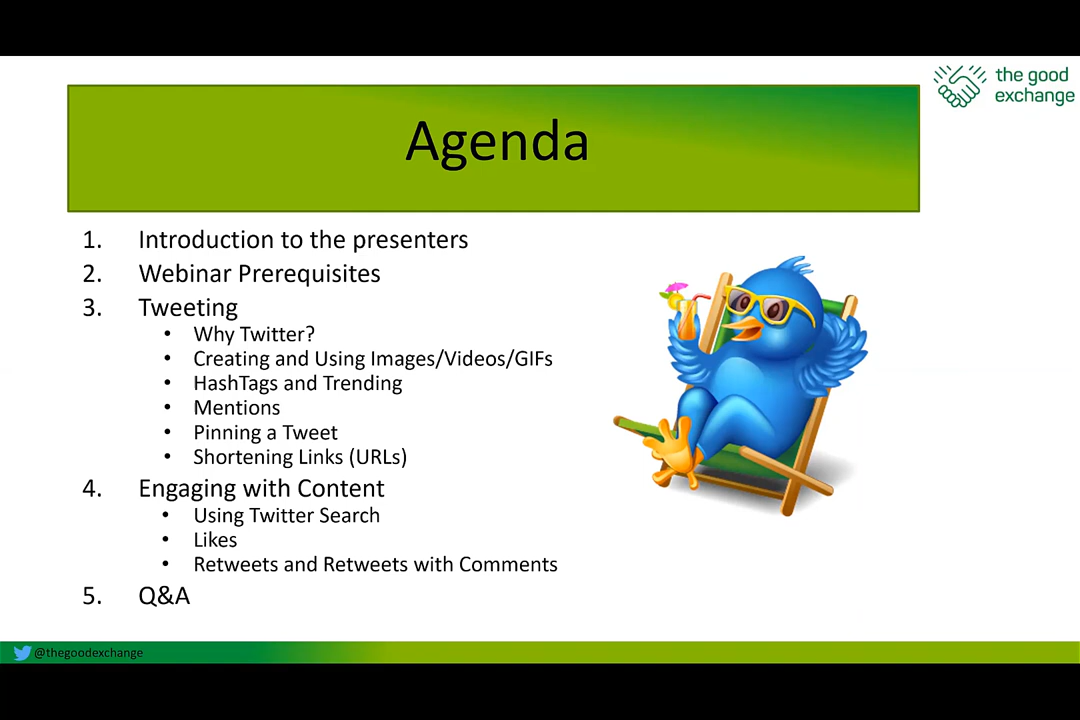 the good
exchange
Agenda
1. Introduction to the presenters
2. Webinar Prerequisites
3. Tweeting
• Why Twitter?
• Creating and Using Images/Videos/GIFs
• HashTags and Trending
• Mentions
• Pinning a Tweet
• Shortening Links (URLs)
4. Engaging with Content
• Using Twitter Search
• Likes
• Retweets and Retweets with Comments
5. Q&A
@thegoodexchange